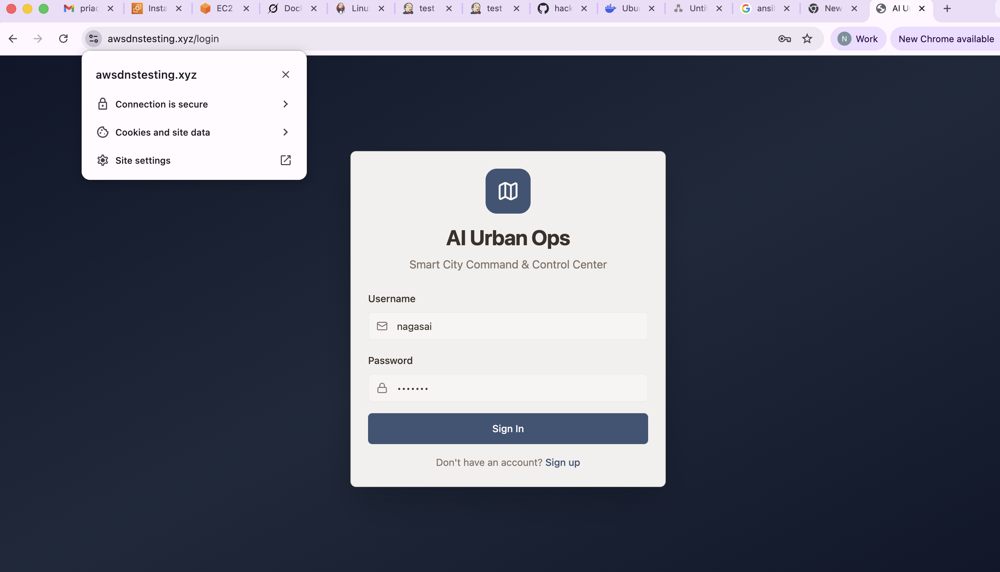 priac Insta EC2 Doc Linu test test hack Ubu Unti ansi New AI U
awsdnstesting.xyz/login N Work New Chrome available
awsdnstesting.xyz
Connection is secure
Cookies and site data
Site settings
AI Urban Ops
Smart City Command & Control Center
Username
nagasai
Password
•••••••
Sign In
Don't have an account? Sign up